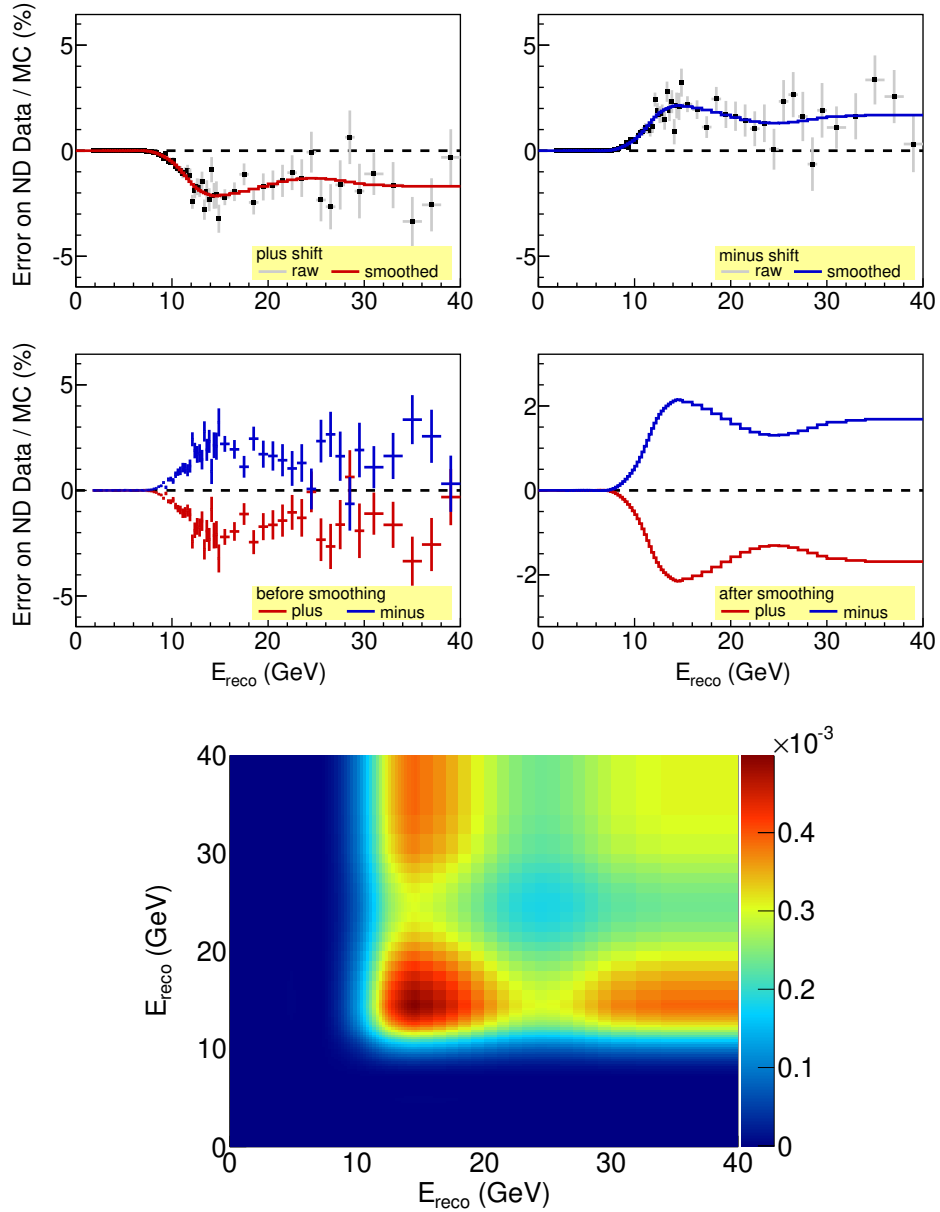 Error on ND Data / MC (%)
5
0
-5
plus shift
raw smoothed
0 10 20 30 40
5
0
-5
minus shift
raw smoothed
0 10 20 30 40
Error on ND Data / MC (%)
5
0
-5
before smoothing
plus minus
0 10 20 30 40
E_reco (GeV)
2
0
-2
after smoothing
plus minus
0 10 20 30 40
E_reco (GeV)
×10^-3
E_reco (GeV)
40
30
20
10
0
0 10 20 30 40
E_reco (GeV)
0.4
0.3
0.2
0.1
0